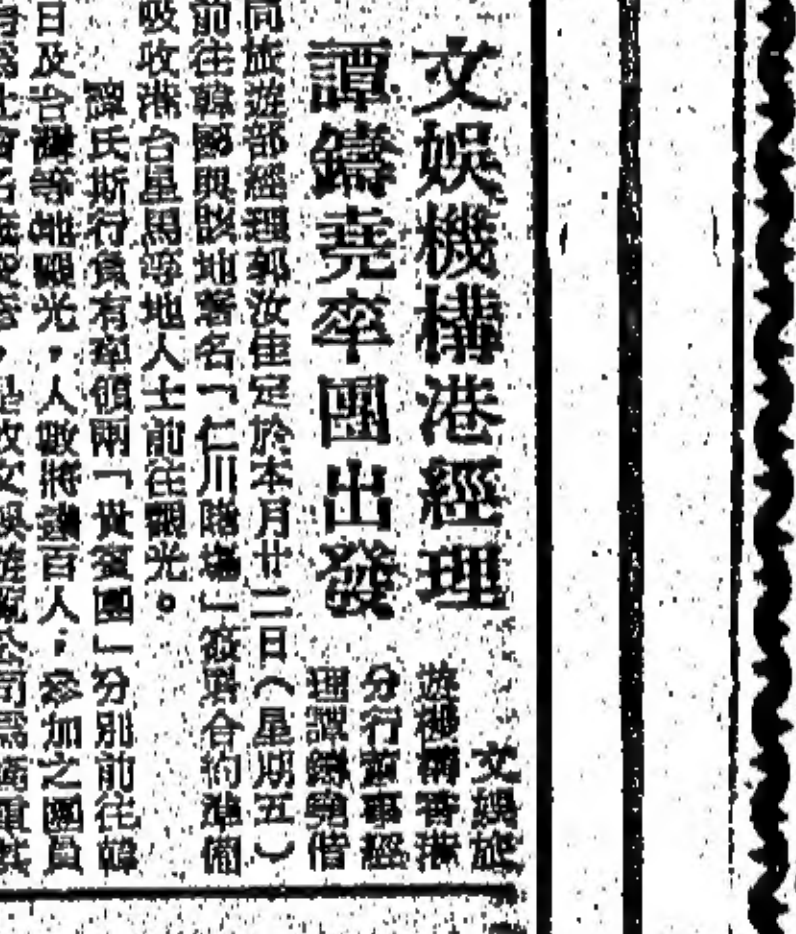 文娛機構港經理
譚鑄堯率團出發
文娛旅
遊機構香港
分行董事經
理譚鑄堯偕
同旅遊部經理郭汝佳定於本月廿二日（星期五）
前往韓國與該地著名「仁川賭場」簽訂合約準備
吸收港台星馬等地人士前往觀光。
譚氏斯行負有率領兩「貴賓團」分別前往韓
日及台灣等地觀光，人數將達百人，參加之團員